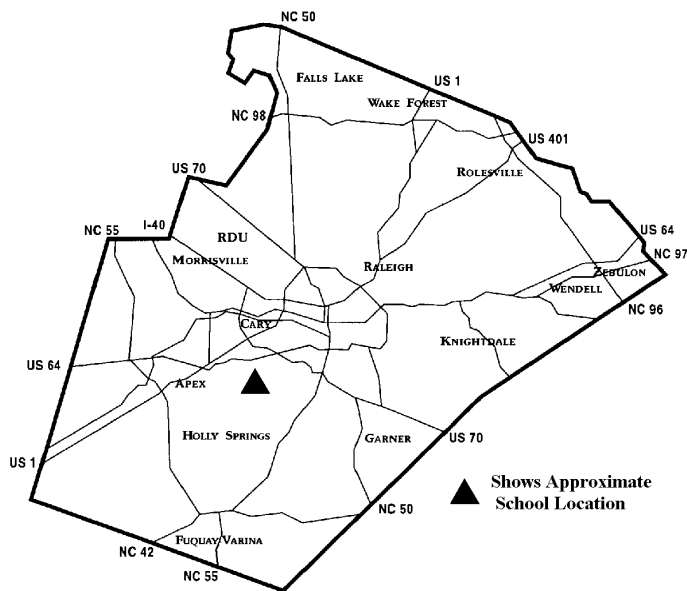 NC 50
FALLS LAKE
US 1
WAKE FOREST
NC 98
US 401
US 70
ROLESVILLE
NC 55
I-40
RDU
US 64
MORRISVILLE
RALEIGH
NC 97
ZEBULON
WENDELL
NC 96
CARY
KNIGHTDALE
US 64
APEX
HOLLY SPRINGS
GARNER
US 70
US 1
Shows Approximate
School Location
NC 50
FUQUAY-VARINA
NC 42
NC 55